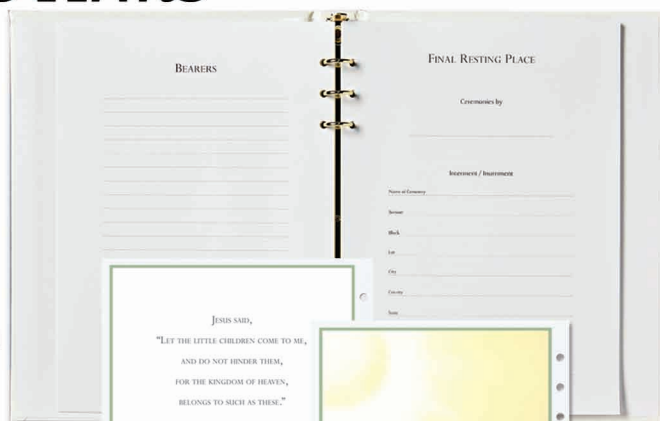 BEARERS
FINAL RESTING PLACE
Ceremonies by
Interment / Inurnment
Name of Cemetery
Section
Block
Lot
City
County
State
JESUS SAID,
"LET THE LITTLE CHILDREN COME TO ME,
AND DO NOT HINDER THEM,
FOR THE KINGDOM OF HEAVEN,
BELONGS TO SUCH AS THESE."